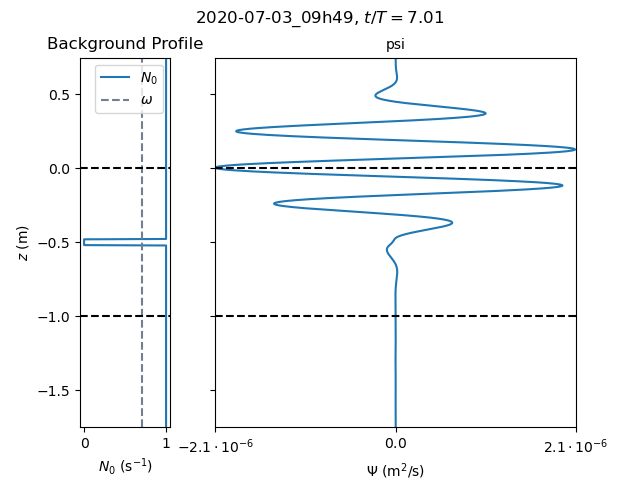 2020-07-03_09h49, t/T = 7.01
Background Profile
psi
N₀
ω
0.5
0.0
−0.5
−1.0
−1.5
z (m)
0
1
N₀ (s⁻¹)
−2.1 · 10⁻⁶
0.0
2.1 · 10⁻⁶
Ψ (m²/s)